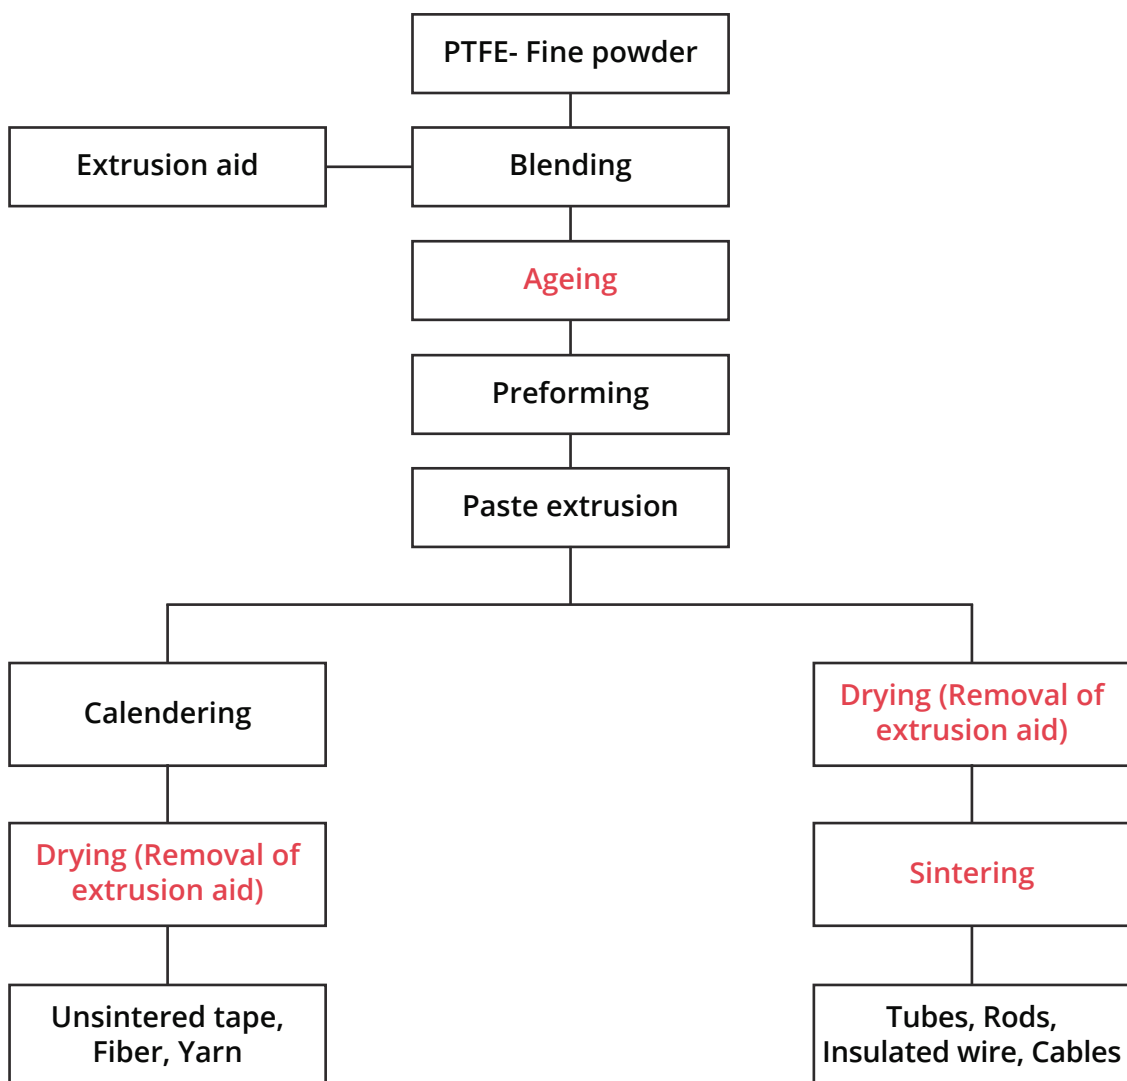 PTFE- Fine powder
Extrusion aid
Blending
Ageing
Preforming
Paste extrusion
Calendering
Drying (Removal of
extrusion aid)
Drying (Removal of
extrusion aid)
Sintering
Unsintered tape,
Fiber, Yarn
Tubes, Rods,
Insulated wire, Cables